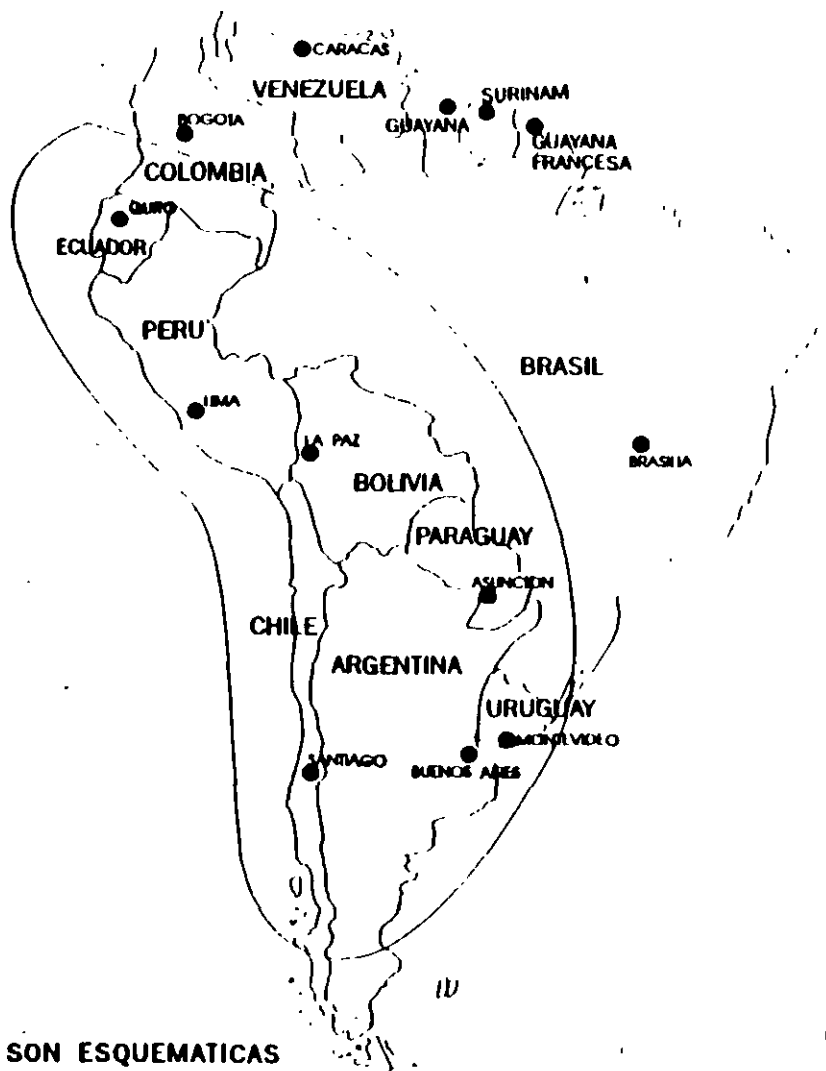 CARACAS
VENEZUELA
SURINAM
GUAYANA
BOGOTA
GUAYANA
FRANCESA
COLOMBIA
QUITO
ECUADOR
PERU
BRASIL
LIMA
LA PAZ
BRASILIA
BOLIVIA
PARAGUAY
ASUNCION
CHILE
ARGENTINA
URUGUAY
MONTEVIDEO
SANTIAGO
BUENOS AIRES
SON ESQUEMATICAS